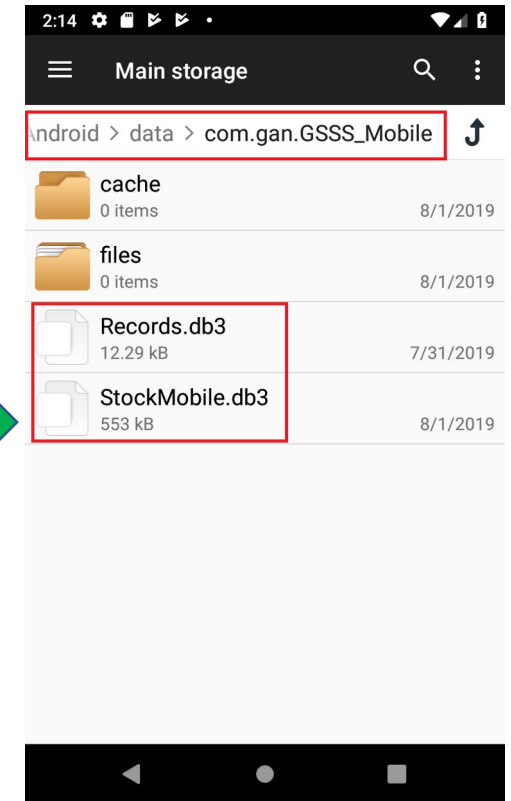 2:14
Main storage
Android > data > com.gan.GSSS_Mobile
cache
0 items 8/1/2019
files
0 items 8/1/2019
Records.db3
12.29 kB 7/31/2019
StockMobile.db3
553 kB 8/1/2019